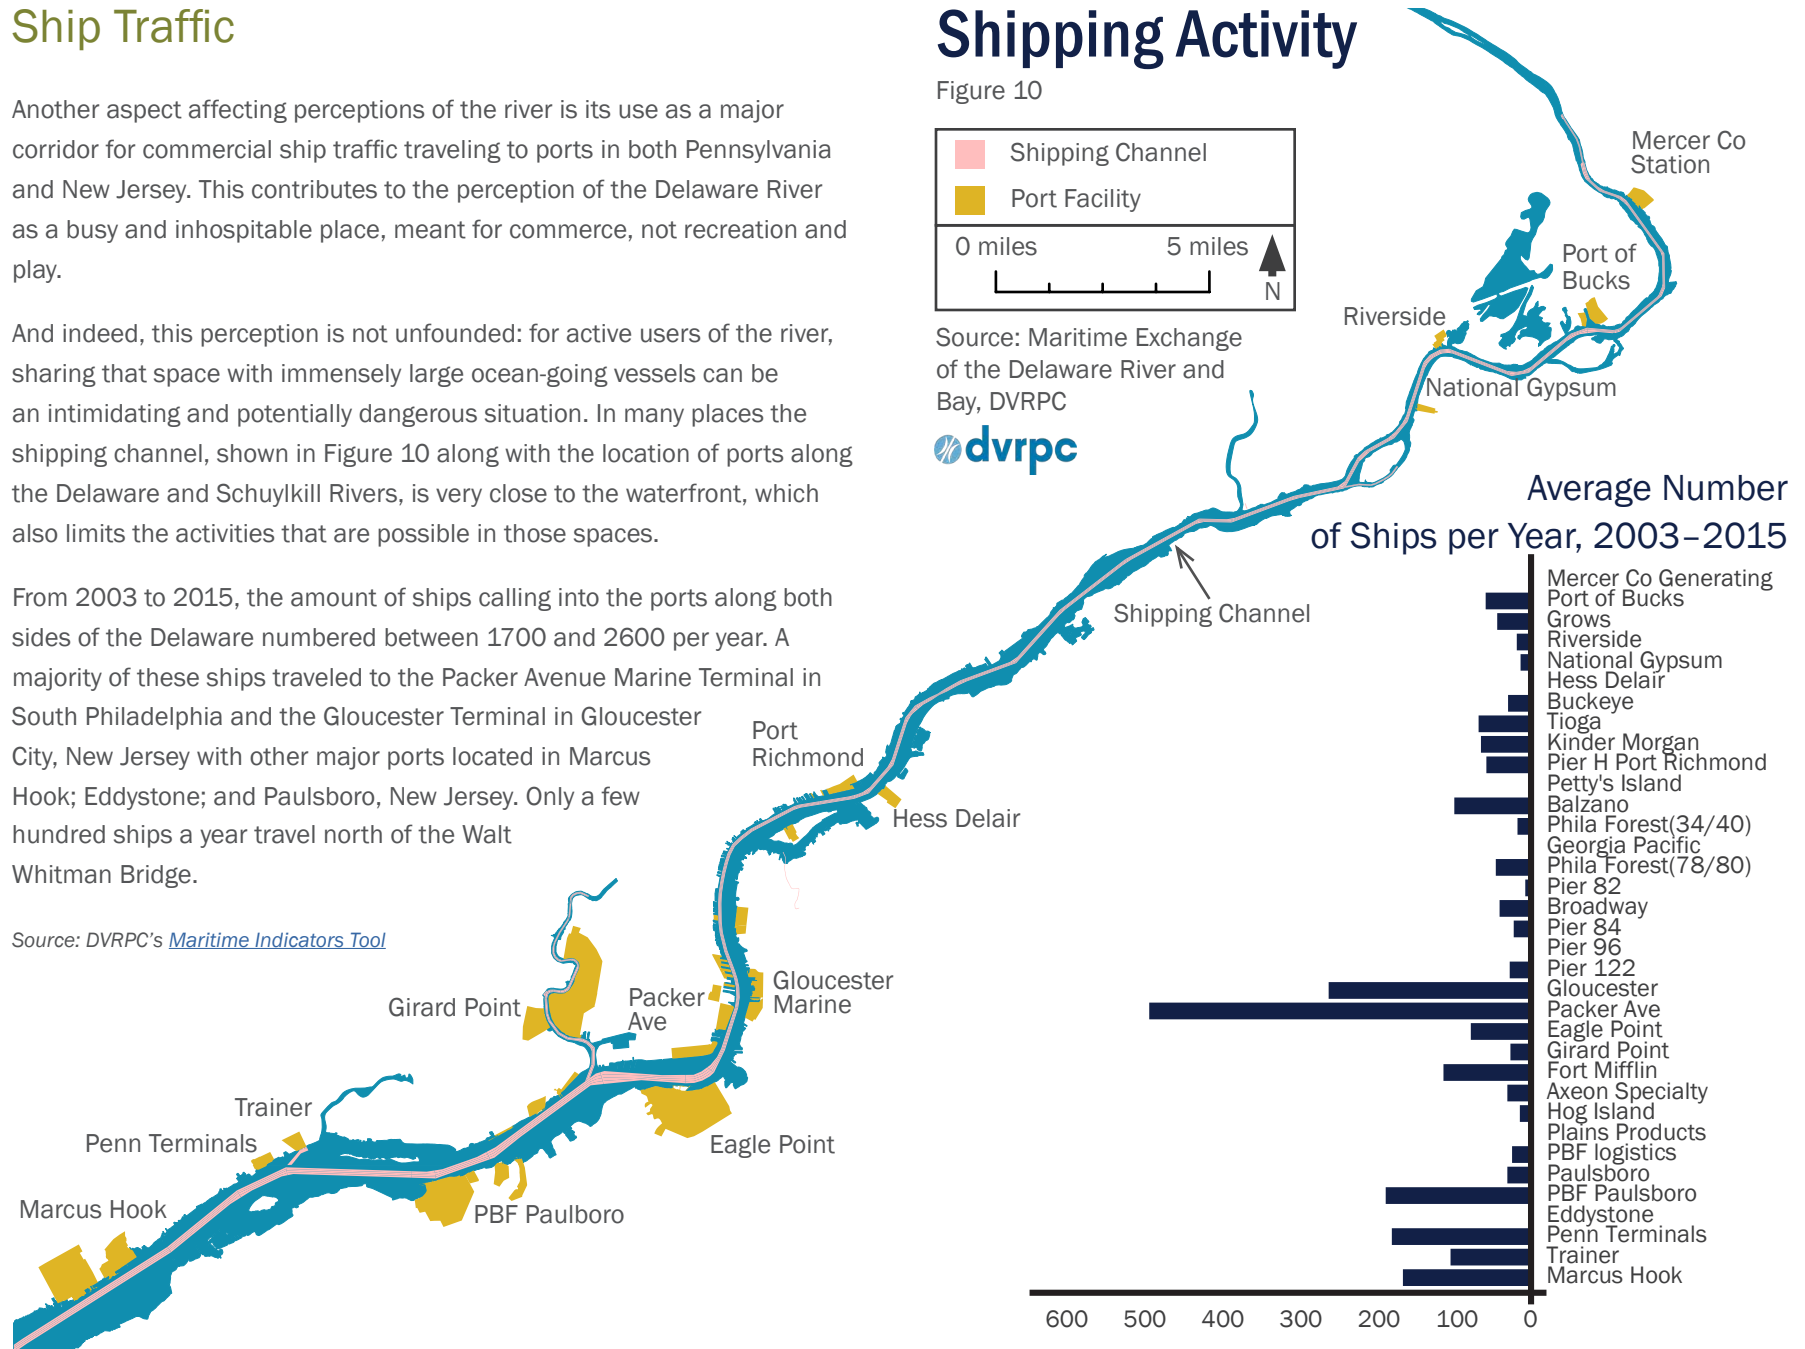 Ship Traffic
Another aspect affecting perceptions of the river is its use as a major
corridor for commercial ship traffic traveling to ports in both Pennsylvania
and New Jersey. This contributes to the perception of the Delaware River
as a busy and inhospitable place, meant for commerce, not recreation and
play.
And indeed, this perception is not unfounded: for active users of the river,
sharing that space with immensely large ocean-going vessels can be
an intimidating and potentially dangerous situation. In many places the
shipping channel, shown in Figure 10 along with the location of ports along
the Delaware and Schuylkill Rivers, is very close to the waterfront, which
also limits the activities that are possible in those spaces.
From 2003 to 2015, the amount of ships calling into the ports along both
sides of the Delaware numbered between 1700 and 2600 per year. A
majority of these ships traveled to the Packer Avenue Marine Terminal in
South Philadelphia and the Gloucester Terminal in Gloucester
City, New Jersey with other major ports located in Marcus
Hook; Eddystone; and Paulsboro, New Jersey. Only a few
hundred ships a year travel north of the Walt
Whitman Bridge.
Source: DVRPC's Maritime Indicators Tool
Shipping Activity
Figure 10
Shipping Channel
Port Facility
0 miles 5 miles
N
Source: Maritime Exchange
of the Delaware River and
Bay, DVRPC
dvrpc
Mercer Co
Station
Port of
Bucks
Riverside
National Gypsum
Shipping Channel
Port
Richmond
Hess Delair
Gloucester
Marine
Packer
Ave
Girard Point
Eagle Point
Trainer
Penn Terminals
PBF Paulboro
Marcus Hook
Average Number
of Ships per Year, 2003–2015
Mercer Co Generating
Port of Bucks
Grows
Riverside
National Gypsum
Hess Delair
Buckeye
Tioga
Kinder Morgan
Pier H Port Richmond
Petty's Island
Balzano
Phila Forest(34/40)
Georgia Pacific
Phila Forest(78/80)
Pier 82
Broadway
Pier 84
Pier 96
Pier 122
Gloucester
Packer Ave
Eagle Point
Girard Point
Fort Mifflin
Axeon Specialty
Hog Island
Plains Products
PBF logistics
Paulsboro
PBF Paulsboro
Eddystone
Penn Terminals
Trainer
Marcus Hook
600 500 400 300 200 100 0